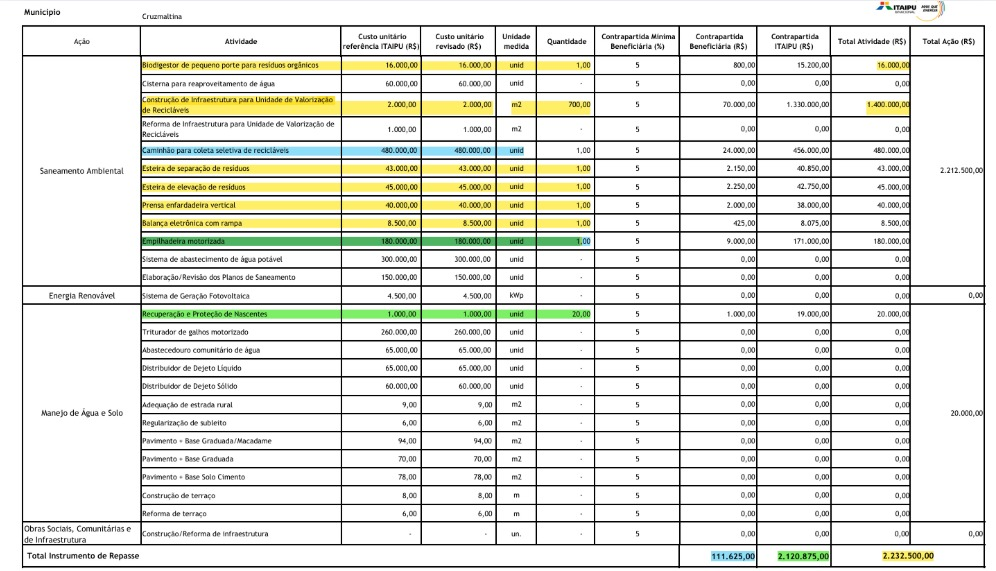 Município Cruzmaltina ITAIPU
Ação Atividade Custo unitário referência ITAIPU (R$) Custo unitário revisado (R$) Unidade medida Quantidade Contrapartida Mínima Beneficiária (%) Contrapartida Beneficiária (R$) Contrapartida ITAIPU (R$) Total Atividade (R$) Total Ação (R$)
Biodigestor de pequeno porte para resíduos orgânicos 16.000,00 16.000,00 unid 1,00 5 800,00 15.200,00 16.000,00
Cisterna para reaproveitamento de água 60.000,00 60.000,00 unid - 5 0,00 0,00 0,00
Construção de Infraestrutura para Unidade de Valorização
de Recicláveis 2.000,00 2.000,00 m2 700,00 5 70.000,00 1.330.000,00 1.400.000,00
Reforma de Infraestrutura para Unidade de Valorização de
Recicláveis 1.000,00 1.000,00 m2 - 5 0,00 0,00 0,00
Caminhão para coleta seletiva de recicláveis 480.000,00 480.000,00 unid 1,00 5 24.000,00 456.000,00 480.000,00
Saneamento Ambiental Esteira de separação de resíduos 43.000,00 43.000,00 unid 1,00 5 2.150,00 40.850,00 43.000,00 2.212.500,00
Esteira de elevação de resíduos 45.000,00 45.000,00 unid 1,00 5 2.250,00 42.750,00 45.000,00
Prensa enfardadeira vertical 40.000,00 40.000,00 unid 1,00 5 2.000,00 38.000,00 40.000,00
Balança eletrônica com rampa 8.500,00 8.500,00 unid 1,00 5 425,00 8.075,00 8.500,00
Empilhadeira motorizada 180.000,00 180.000,00 unid 1,00 5 9.000,00 171.000,00 180.000,00
Sistema de abastecimento de água potável 300.000,00 300.000,00 unid - 5 0,00 0,00 0,00
Elaboração/Revisão dos Planos de Saneamento 150.000,00 150.000,00 unid - 5 0,00 0,00 0,00
Energia Renovável Sistema de Geração Fotovoltaica 4.500,00 4.500,00 kWp - 5 0,00 0,00 0,00 0,00
Recuperação e Proteção de Nascentes 1.000,00 1.000,00 unid 20,00 5 1.000,00 19.000,00 20.000,00
Triturador de galhos motorizado 260.000,00 260.000,00 unid - 5 0,00 0,00 0,00
Abastecedouro comunitário de água 65.000,00 65.000,00 unid - 5 0,00 0,00 0,00
Distribuidor de Dejeto Líquido 65.000,00 65.000,00 unid - 5 0,00 0,00 0,00
Distribuidor de Dejeto Sólido 60.000,00 60.000,00 unid - 5 0,00 0,00 0,00
Adequação de estrada rural 9,00 9,00 m2 - 5 0,00 0,00 0,00
Manejo de Água e Solo 20.000,00
Regularização de subleito 6,00 6,00 m2 - 5 0,00 0,00 0,00
Pavimento - Base Graduada/Macadame 94,00 94,00 m2 - 5 0,00 0,00 0,00
Pavimento - Base Graduada 70,00 70,00 m2 - 5 0,00 0,00 0,00
Pavimento - Base Solo Cimento 78,00 78,00 m2 - 5 0,00 0,00 0,00
Construção de terraço 8,00 8,00 m - 5 0,00 0,00 0,00
Reforma de terraço 6,00 6,00 m - 5 0,00 0,00 0,00
Obras Sociais, Comunitárias e
de Infraestrutura Construção/Reforma de infraestrutura - - un. - 5 0,00 0,00 0,00 0,00
Total Instrumento de Repasse 111.625,00 2.120.875,00 2.232.500,00